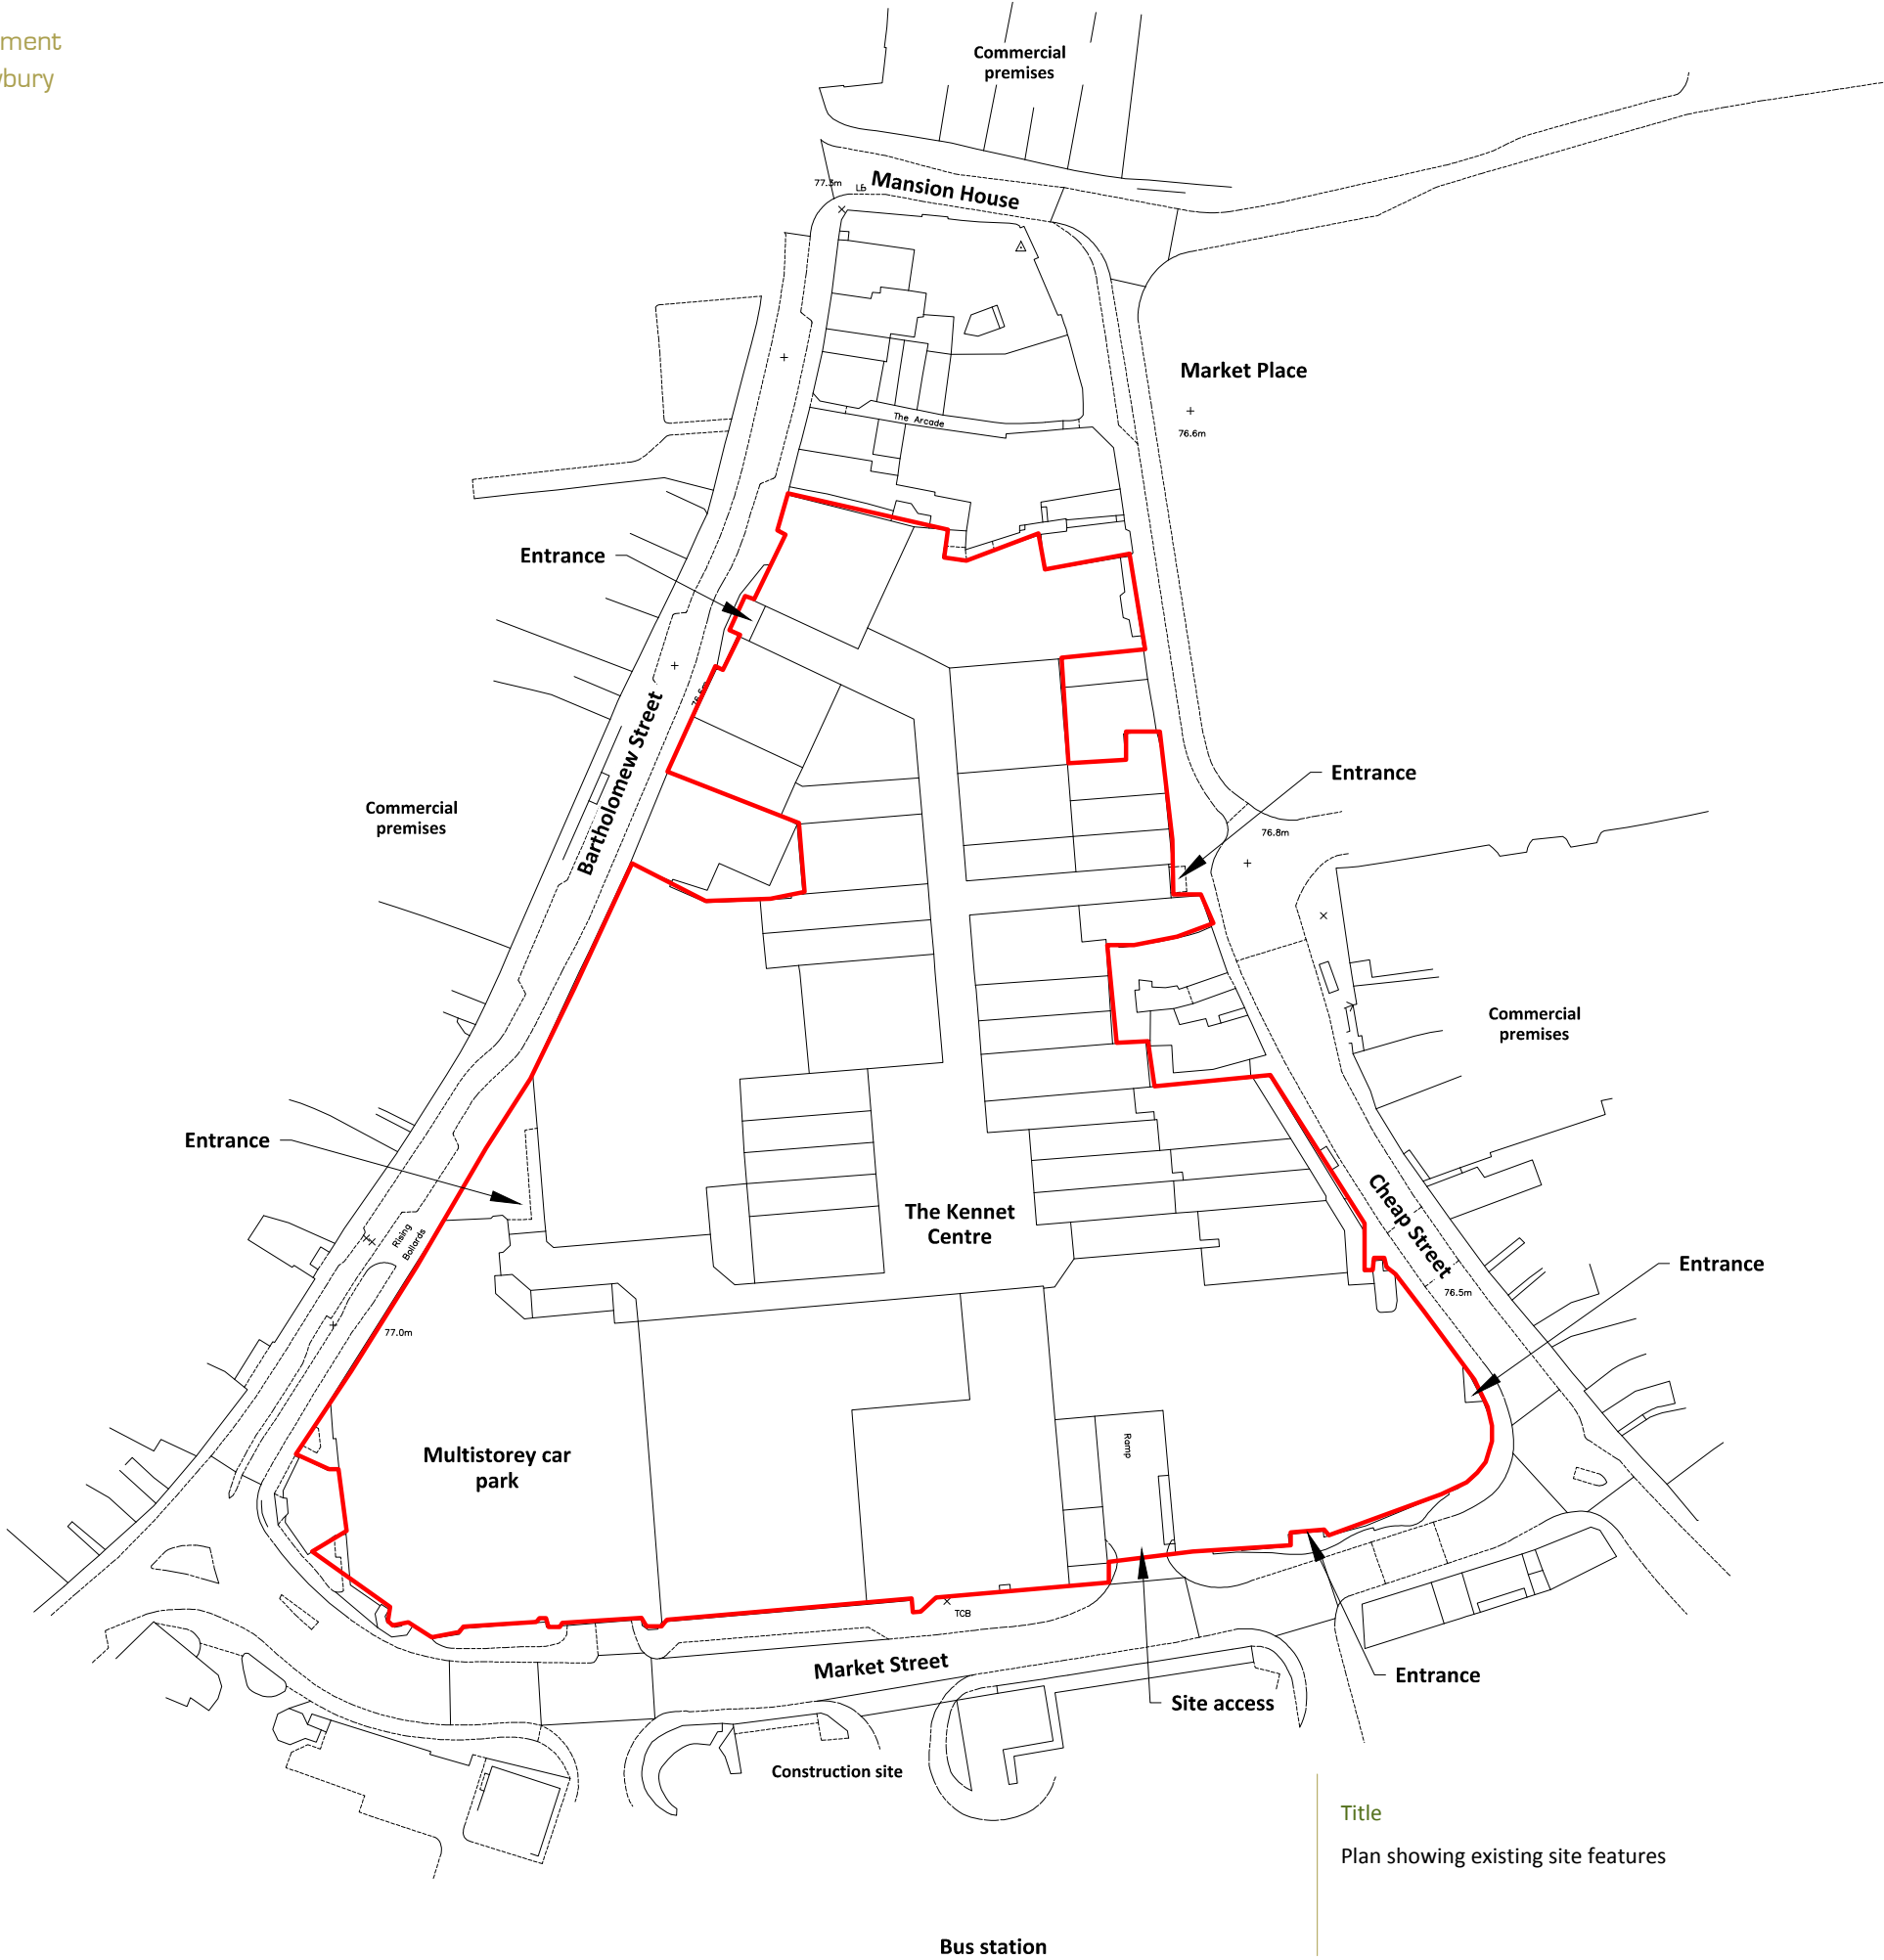 ment
bury
Commercial
premises
Mansion House
77.3m
LB
Market Place
76.6m
The Arcade
Entrance
76.6m
Bartholomew Street
Commercial
premises
Entrance
76.8m
Commercial
premises
Entrance
The Kennet
Centre
Cheap Street
Rising
Bollards
Entrance
76.5m
77.0m
Multistorey car
park
Ramp
TCB
Market Street
Entrance
Site access
Construction site
Title
Plan showing existing site features
Bus station